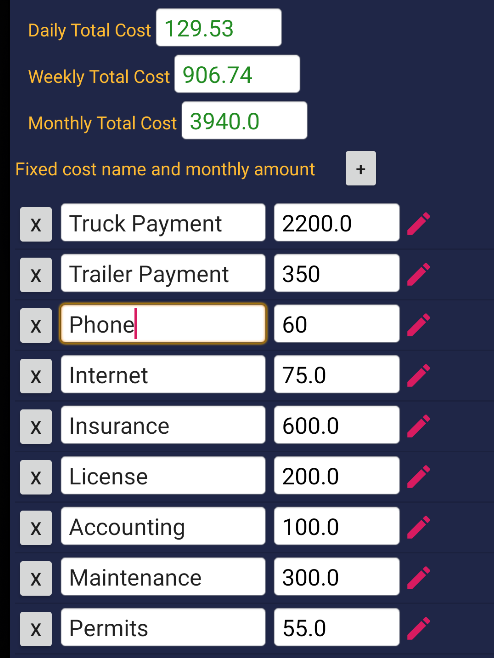 Daily Total Cost 129.53
Weekly Total Cost 906.74
Monthly Total Cost 3940.0
Fixed cost name and monthly amount +
X Truck Payment 2200.0
X Trailer Payment 350
X Phone 60
X Internet 75.0
X Insurance 600.0
X License 200.0
X Accounting 100.0
X Maintenance 300.0
X Permits 55.0